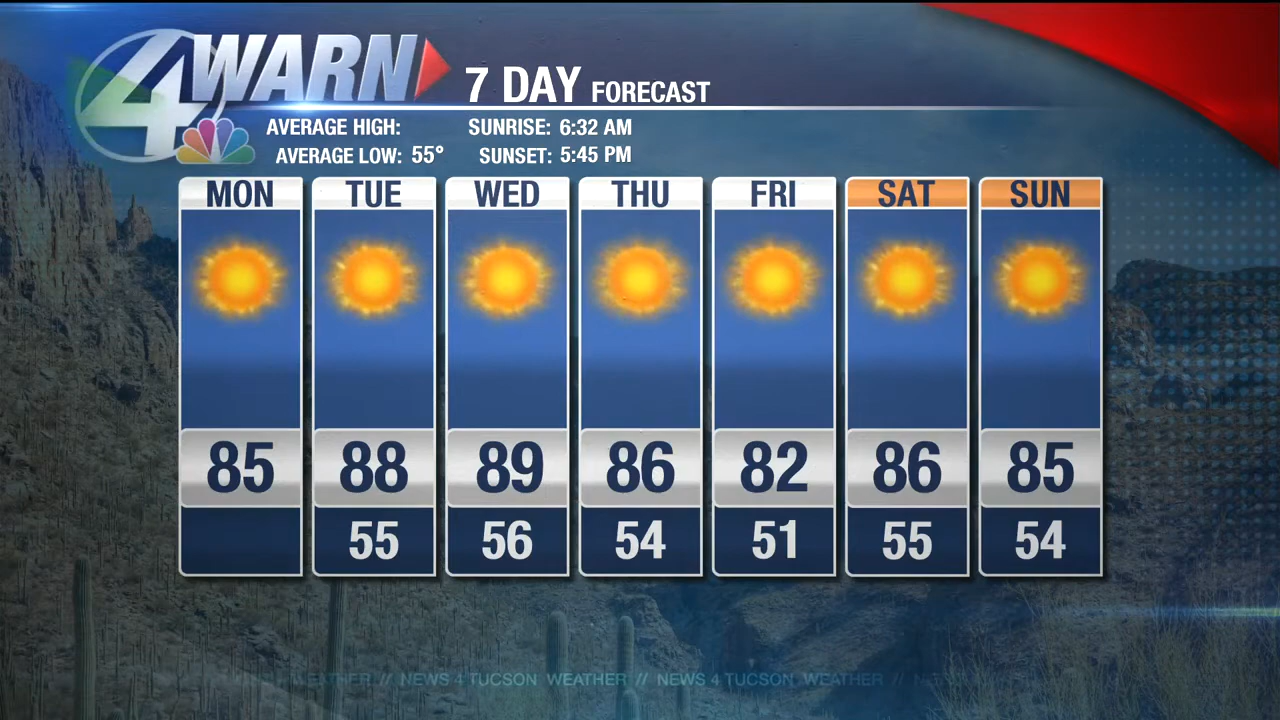 4WARN
7 DAY FORECAST
AVERAGE HIGH: SUNRISE: 6:32 AM
AVERAGE LOW: 55° SUNSET: 5:45 PM
MON TUE WED THU FRI SAT SUN
85 88 89 86 82 86 85
55 56 54 51 55 54
WEATHER // NEWS 4 TUCSON WEATHER // NEWS 4 TUCSON WEATHER //